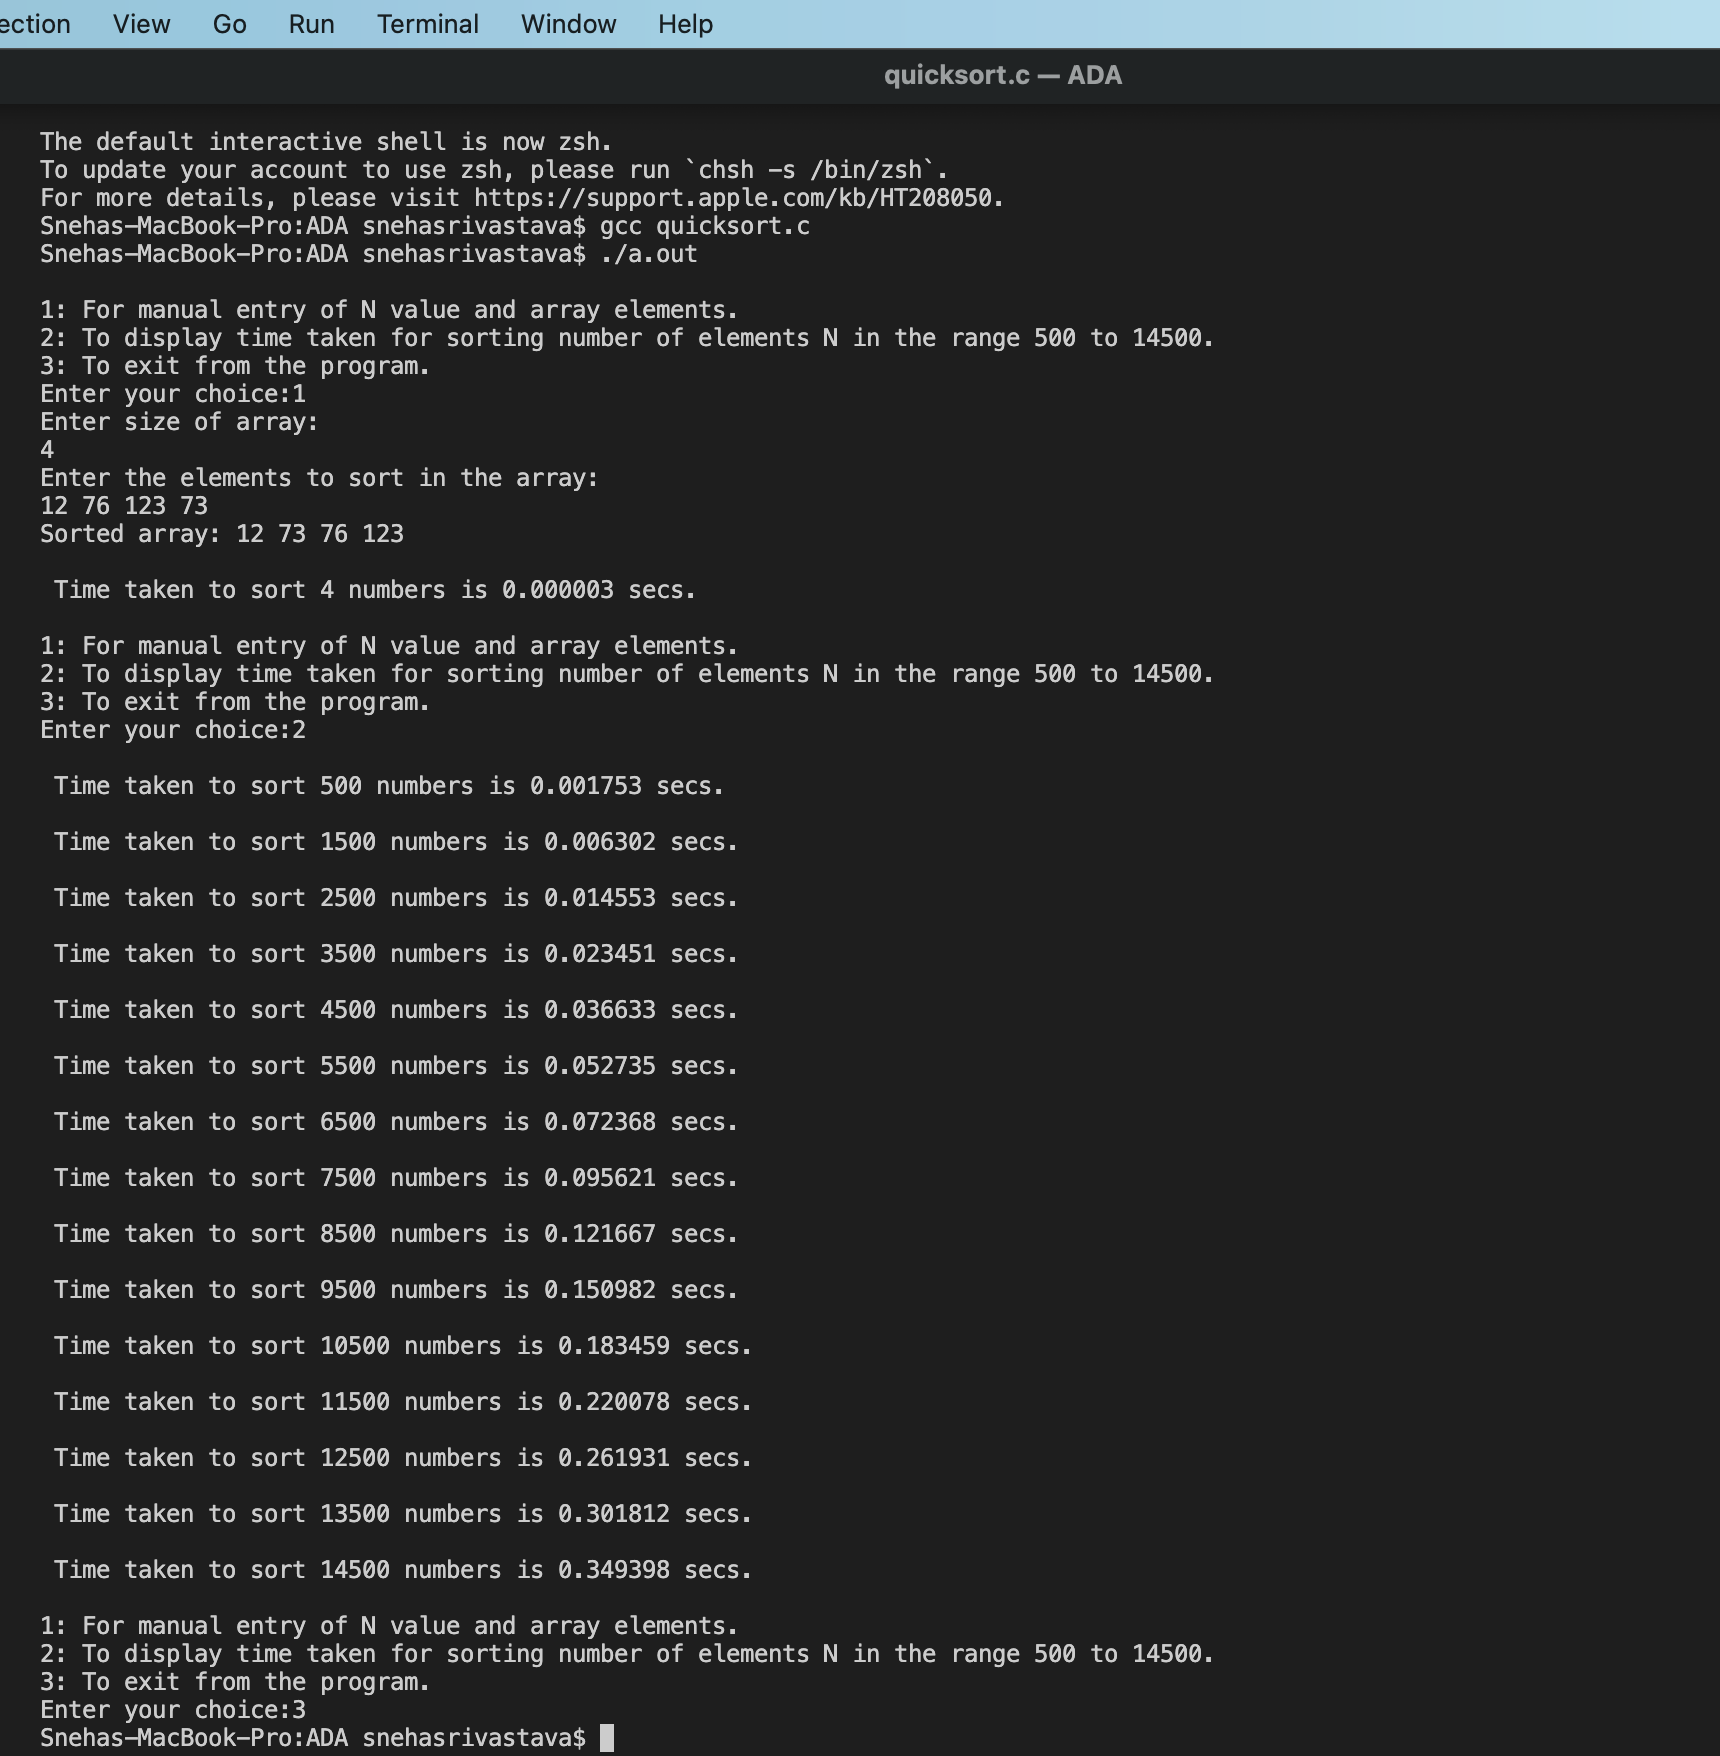 ection View Go Run Terminal Window Help
quicksort.c — ADA
The default interactive shell is now zsh.
To update your account to use zsh, please run `chsh -s /bin/zsh`.
For more details, please visit https://support.apple.com/kb/HT208050.
Snehas-MacBook-Pro:ADA snehasrivastava$ gcc quicksort.c
Snehas-MacBook-Pro:ADA snehasrivastava$ ./a.out
1: For manual entry of N value and array elements.
2: To display time taken for sorting number of elements N in the range 500 to 14500.
3: To exit from the program.
Enter your choice:1
Enter size of array:
4
Enter the elements to sort in the array:
12 76 123 73
Sorted array: 12 73 76 123
Time taken to sort 4 numbers is 0.000003 secs.
1: For manual entry of N value and array elements.
2: To display time taken for sorting number of elements N in the range 500 to 14500.
3: To exit from the program.
Enter your choice:2
Time taken to sort 500 numbers is 0.001753 secs.
Time taken to sort 1500 numbers is 0.006302 secs.
Time taken to sort 2500 numbers is 0.014553 secs.
Time taken to sort 3500 numbers is 0.023451 secs.
Time taken to sort 4500 numbers is 0.036633 secs.
Time taken to sort 5500 numbers is 0.052735 secs.
Time taken to sort 6500 numbers is 0.072368 secs.
Time taken to sort 7500 numbers is 0.095621 secs.
Time taken to sort 8500 numbers is 0.121667 secs.
Time taken to sort 9500 numbers is 0.150982 secs.
Time taken to sort 10500 numbers is 0.183459 secs.
Time taken to sort 11500 numbers is 0.220078 secs.
Time taken to sort 12500 numbers is 0.261931 secs.
Time taken to sort 13500 numbers is 0.301812 secs.
Time taken to sort 14500 numbers is 0.349398 secs.
1: For manual entry of N value and array elements.
2: To display time taken for sorting number of elements N in the range 500 to 14500.
3: To exit from the program.
Enter your choice:3
Snehas-MacBook-Pro:ADA snehasrivastava$